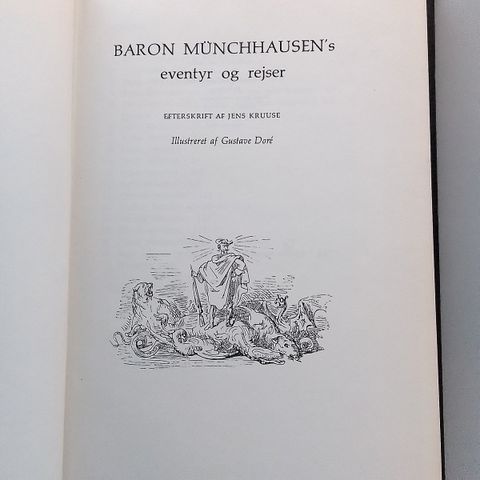 BARON MÜNCHHAUSEN's
eventyr og rejser
EFTERSKRIFT AF JENS KRUUSE
Illustreret af Gustave Doré